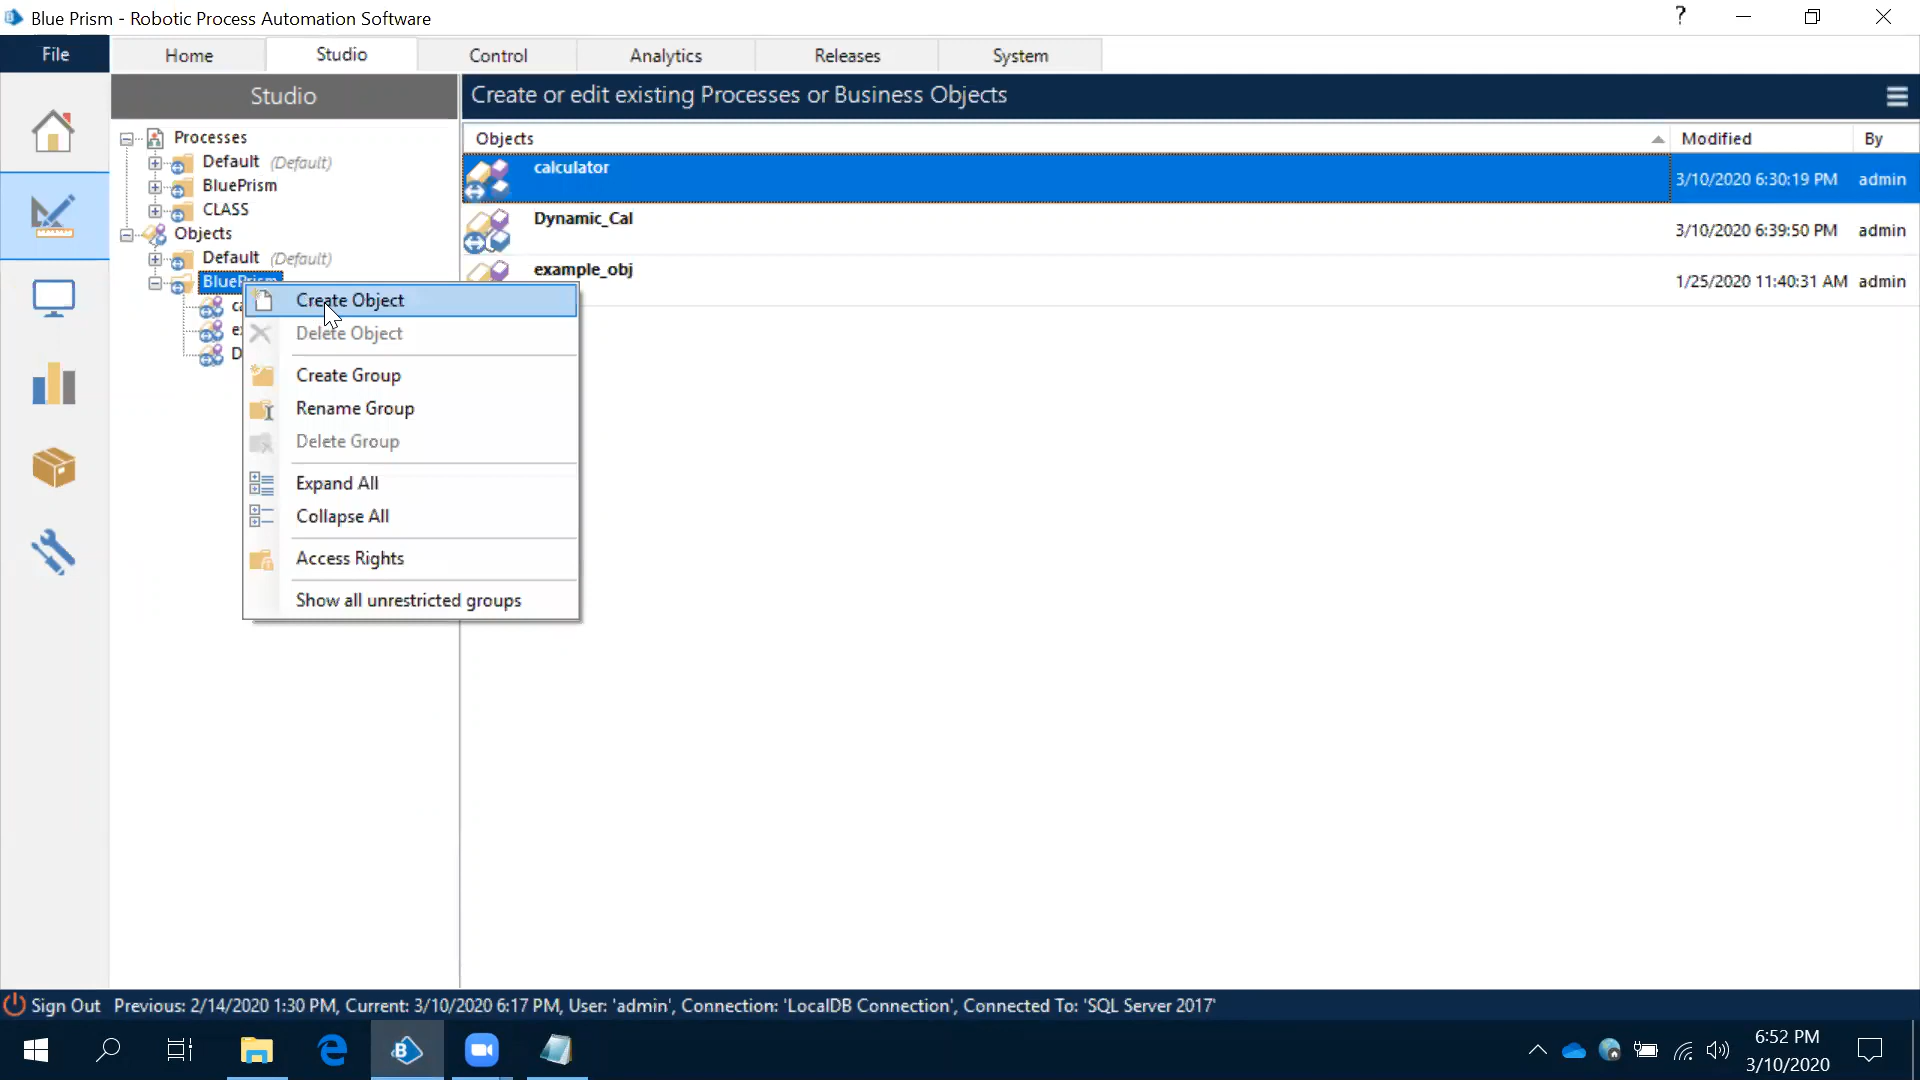 Blue Prism - Robotic Process Automation Software
?
File
Home
Studio
Control
Analytics
Releases
System
Studio
Create or edit existing Processes or Business Objects
Processes
Default (Default)
BluePrism
CLASS
Objects
Default (Default)
BluePrism
Objects
Modified
By
calculator
3/10/2020 6:30:19 PM
admin
Dynamic_Cal
3/10/2020 6:39:50 PM
admin
example_obj
1/25/2020 11:40:31 AM
admin
Create Object
Delete Object
Create Group
Rename Group
Delete Group
Expand All
Collapse All
Access Rights
Show all unrestricted groups
Sign Out Previous: 2/14/2020 1:30 PM, Current: 3/10/2020 6:17 PM, User: 'admin', Connection: 'LocalDB Connection', Connected To: 'SQL Server 2017'
6:52 PM
3/10/2020